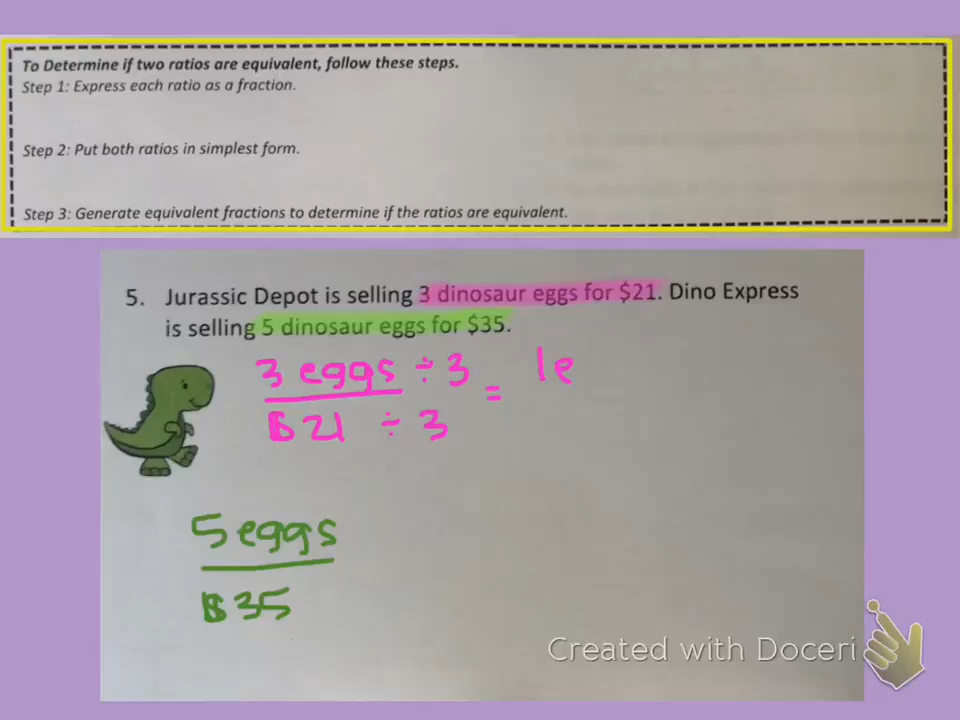 To Determine if two ratios are equivalent, follow these steps.
Step 1: Express each ratio as a fraction.
Step 2: Put both ratios in simplest form.
Step 3: Generate equivalent fractions to determine if the ratios are equivalent.
5. Jurassic Depot is selling 3 dinosaur eggs for $21. Dino Express
is selling 5 dinosaur eggs for $35.
3 eggs ÷ 3 = 1e
$21 ÷ 3
5 eggs
$35
Created with Doceri